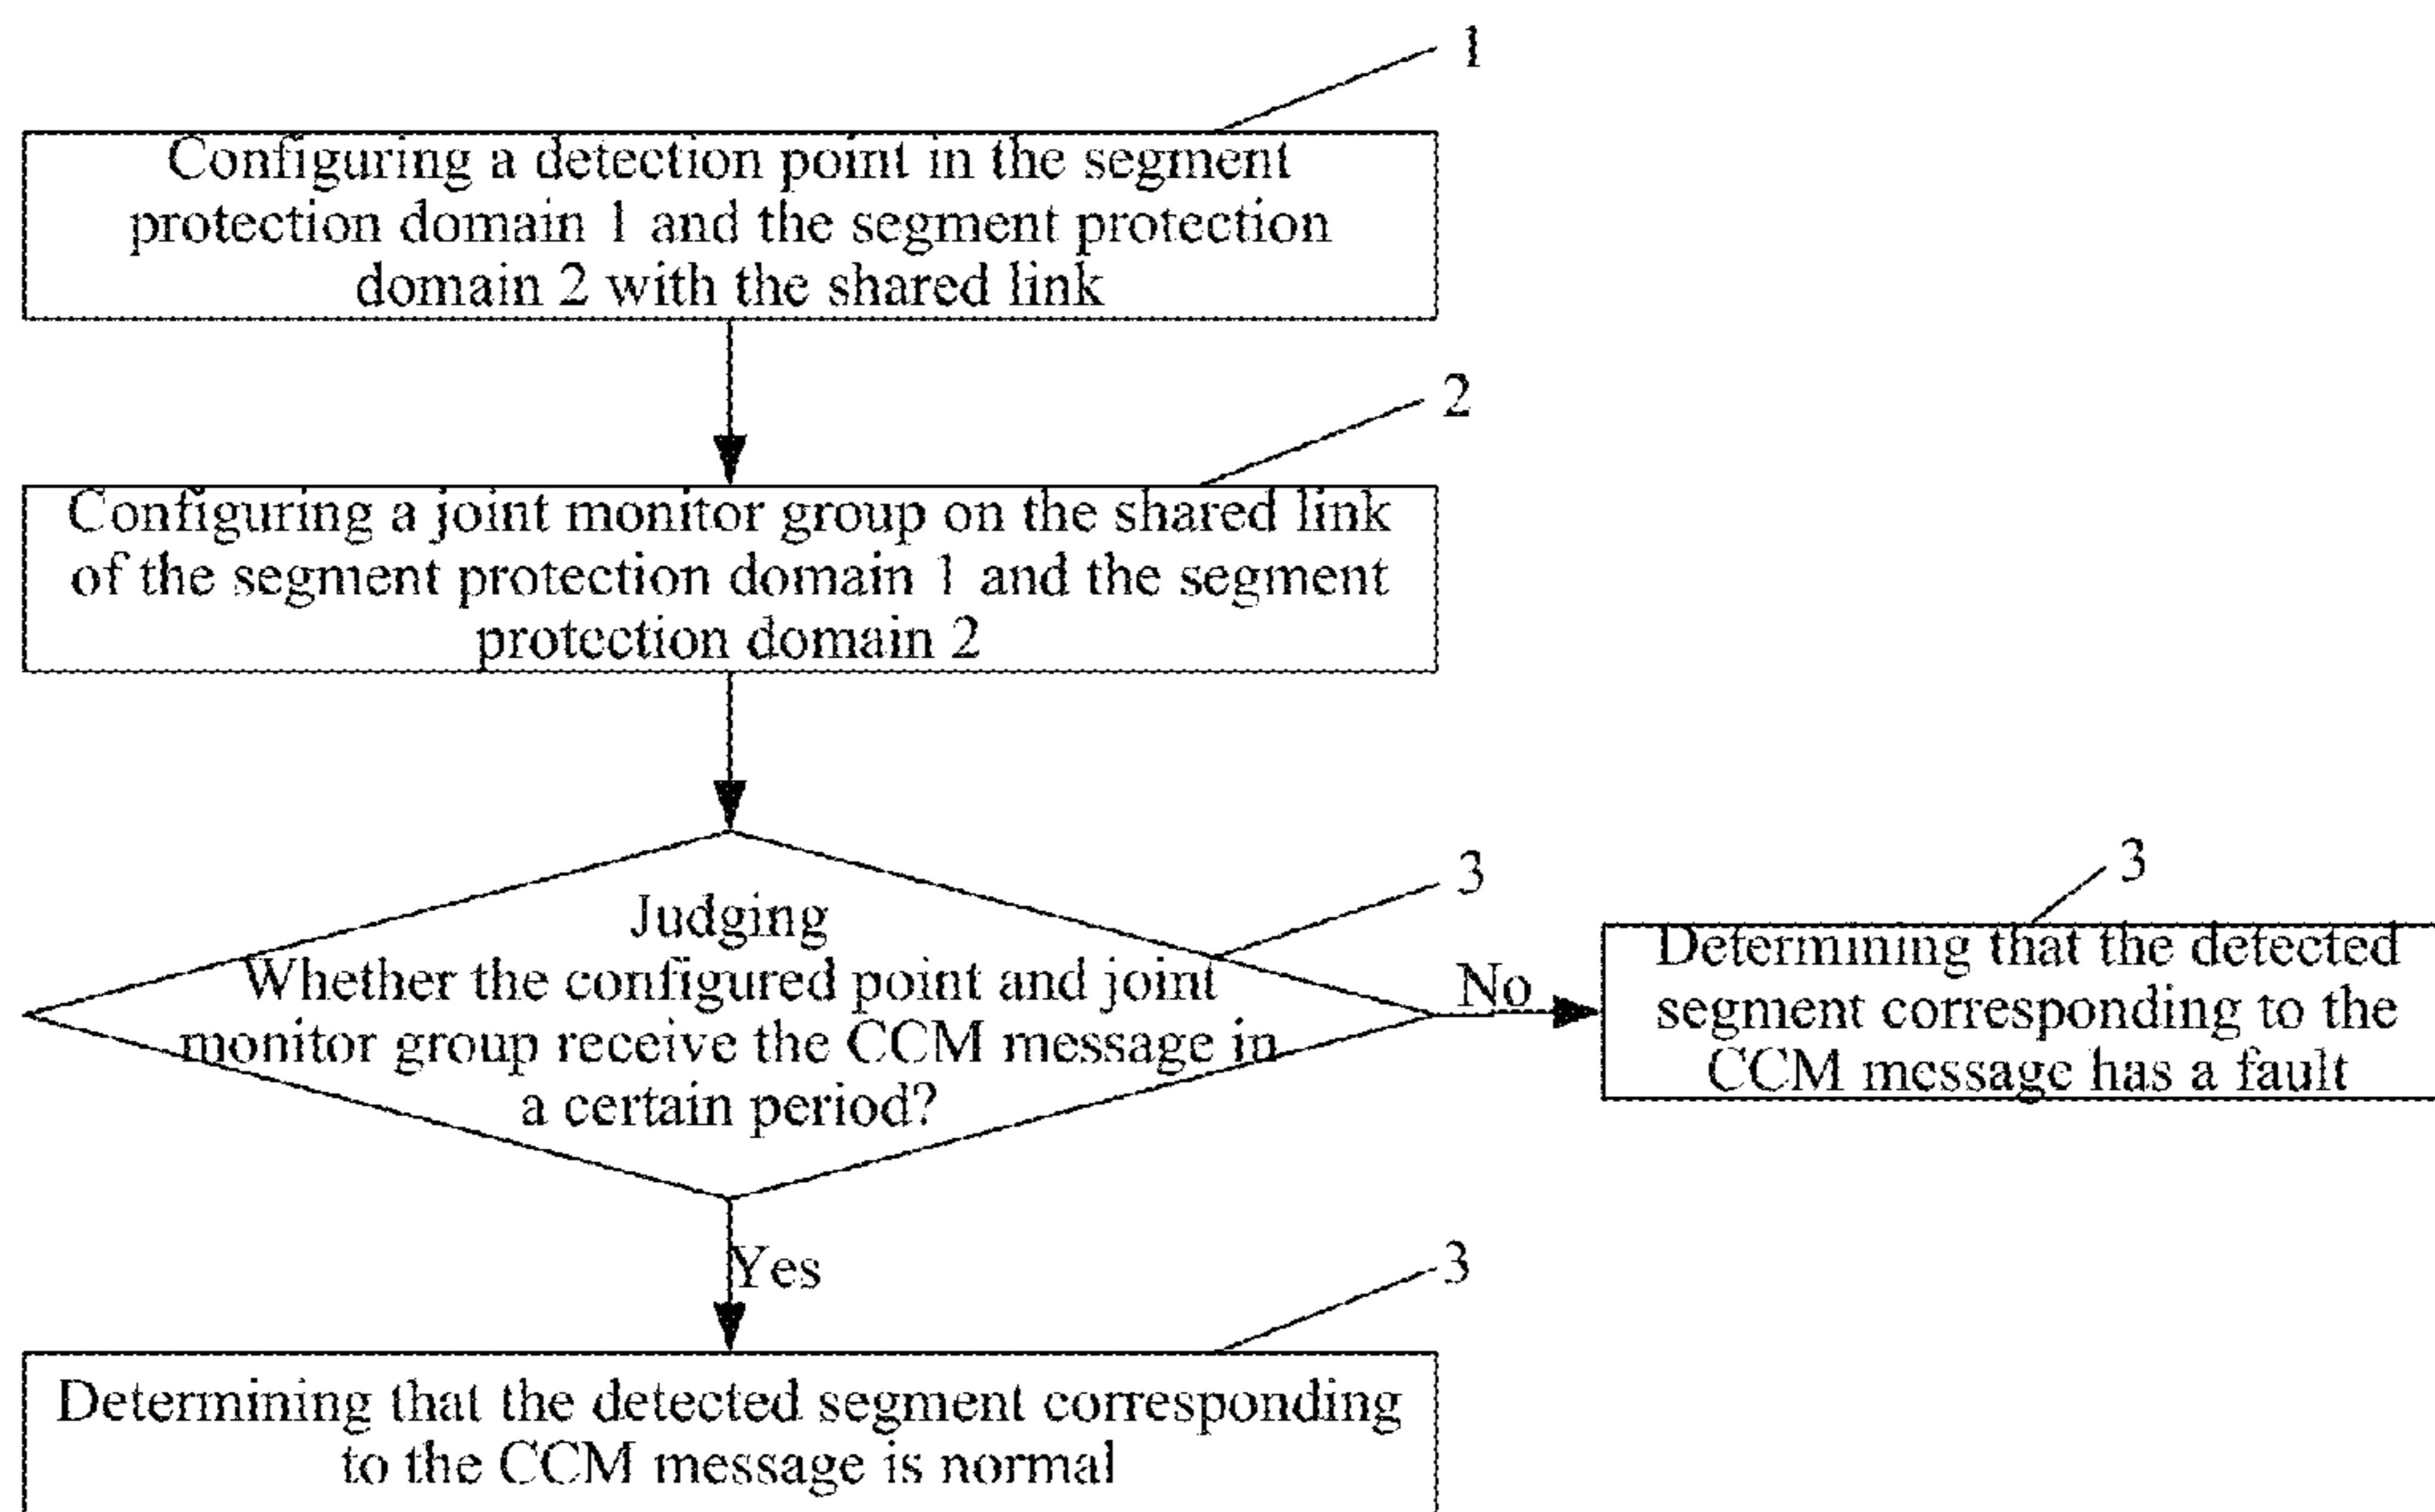 1
Configuring a detection point in the segment
protection domain 1 and the segment protection
domain 2 with the shared link
2
Configuring a joint monitor group on the shared link
of the segment protection domain 1 and the segment
protection domain 2
3
Judging
Whether the configured point and joint
monitor group receive the CCM message in
a certain period?
No
3
Determining that the detected
segment corresponding to the
CCM message has a fault
Yes
3
Determining that the detected segment corresponding
to the CCM message is normal